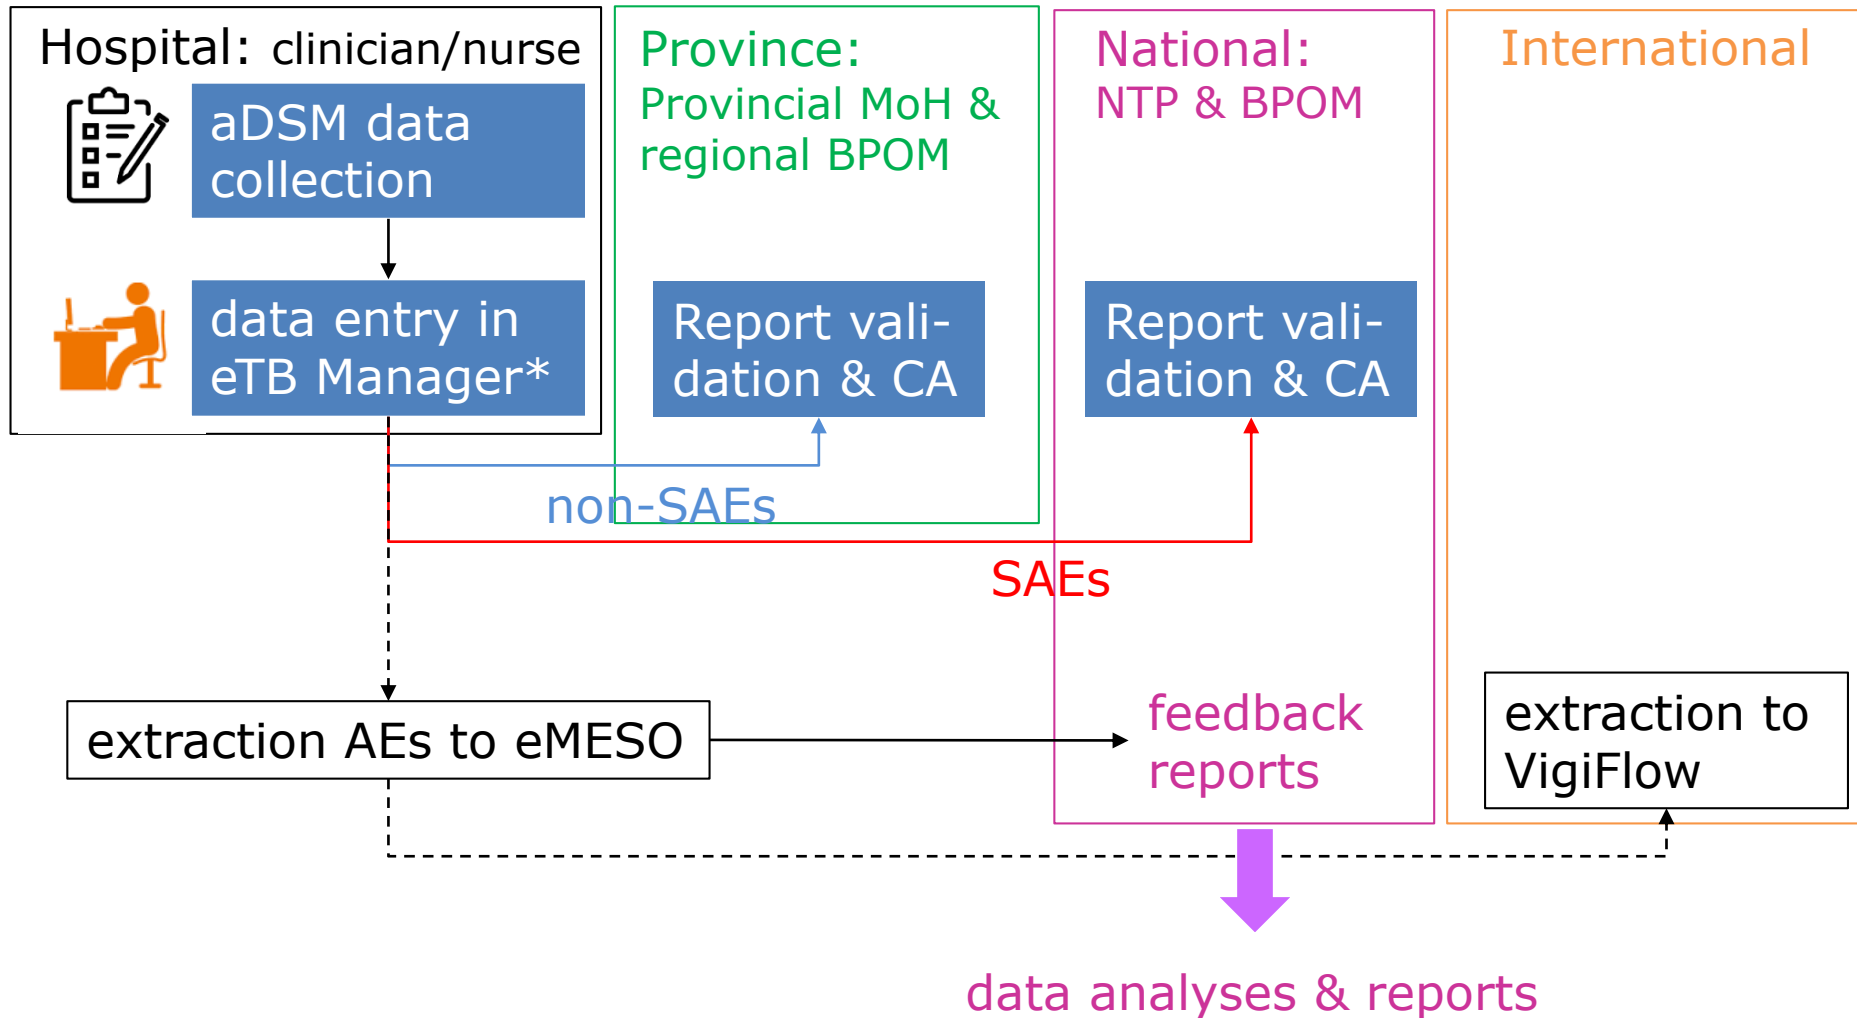 Hospital: clinician/nurse
aDSM data
collection
data entry in
eTB Manager*
Province:
Provincial MoH &
regional BPOM
Report vali-
dation & CA
National:
NTP & BPOM
Report vali-
dation & CA
International
non-SAEs
SAEs
extraction AEs to eMESO
feedback
reports
extraction to
VigiFlow
data analyses & reports